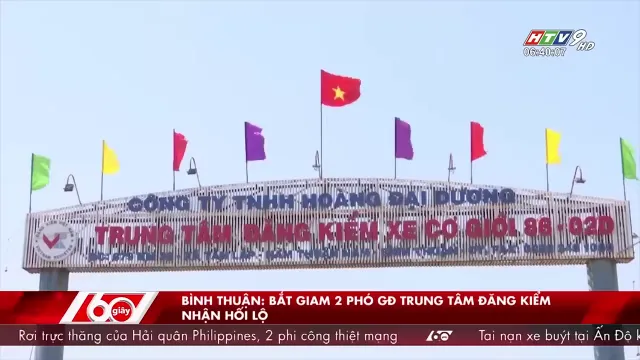 HTV9 HD
06:40:07
CÔNG TY TNHH HOÀNG ĐẠI DƯƠNG
TRUNG TÂM ĐĂNG KIỂM XE CƠ GIỚI 86 - 02D
60 giây
BÌNH THUẬN: BẮT GIAM 2 PHÓ GĐ TRUNG TÂM ĐĂNG KIỂM
NHẬN HỐI LỘ
Rơi trực thăng của Hải quân Philippines, 2 phi công thiệt mạng
Tai nạn xe buýt tại Ấn Độ k